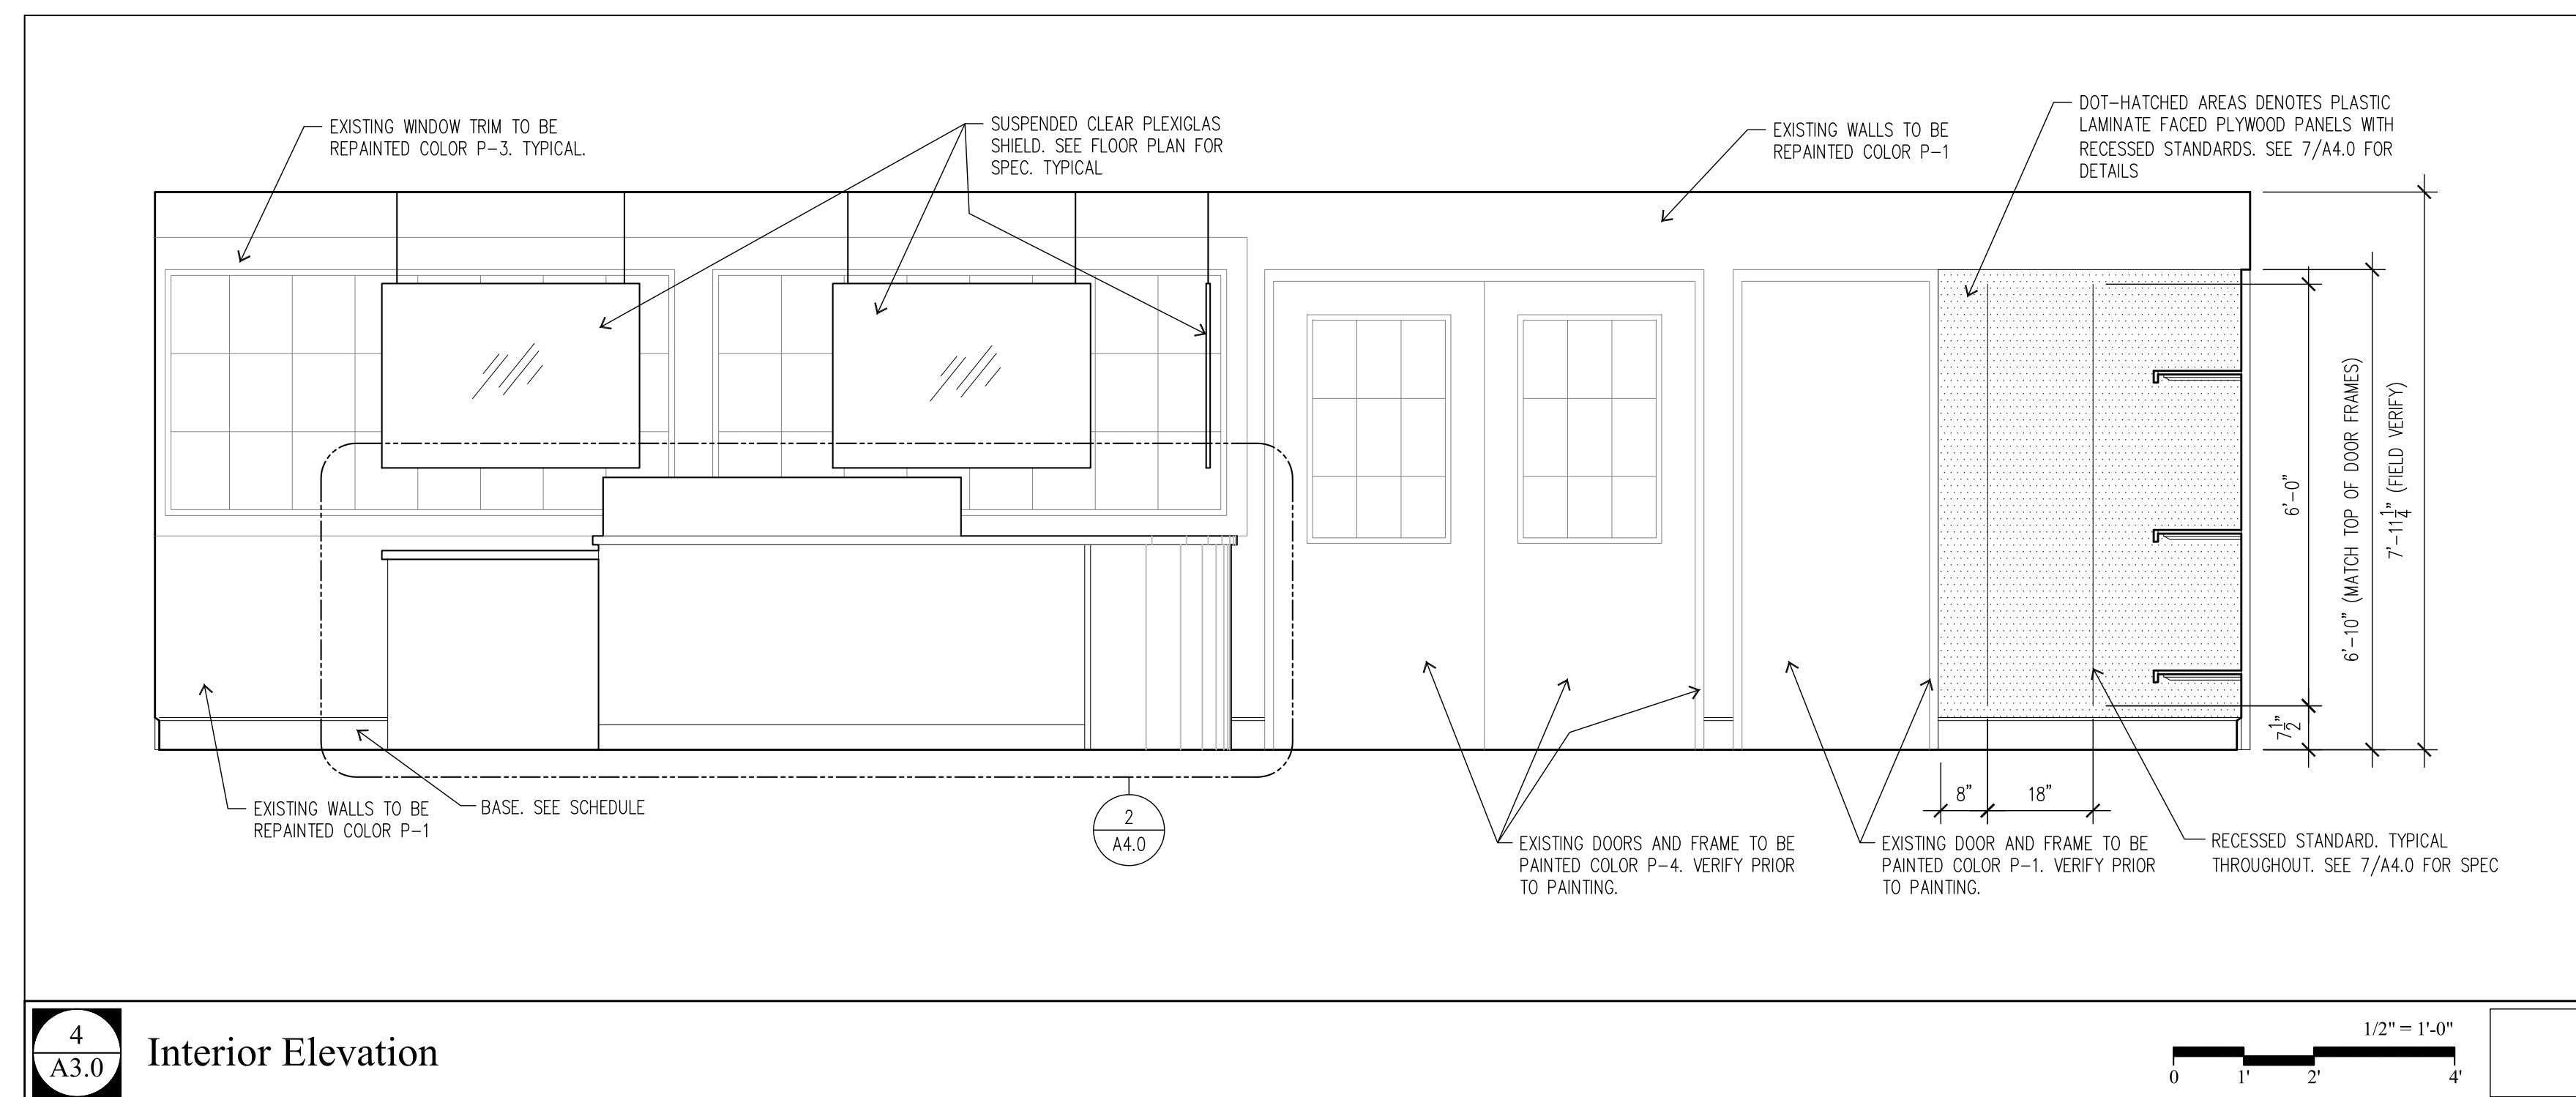 EXISTING WINDOW TRIM TO BE
REPAINTED COLOR P-3. TYPICAL.
SUSPENDED CLEAR PLEXIGLAS
SHIELD. SEE FLOOR PLAN FOR
SPEC. TYPICAL
EXISTING WALLS TO BE
REPAINTED COLOR P-1
DOT-HATCHED AREAS DENOTES PLASTIC
LAMINATE FACED PLYWOOD PANELS WITH
RECESSED STANDARDS. SEE 7/A4.0 FOR
DETAILS
6'-0"
6'-10" (MATCH TOP OF DOOR FRAMES)
7'-11 1/4" (FIELD VERIFY)
7 1/2"
8"
18"
EXISTING WALLS TO BE
REPAINTED COLOR P-1
BASE. SEE SCHEDULE
2
A4.0
EXISTING DOORS AND FRAME TO BE
PAINTED COLOR P-4. VERIFY PRIOR
TO PAINTING.
EXISTING DOOR AND FRAME TO BE
PAINTED COLOR P-1. VERIFY PRIOR
TO PAINTING.
RECESSED STANDARD. TYPICAL
THROUGHOUT. SEE 7/A4.0 FOR SPEC
4
A3.0
Interior Elevation
1/2" = 1'-0"
0 1' 2' 4'